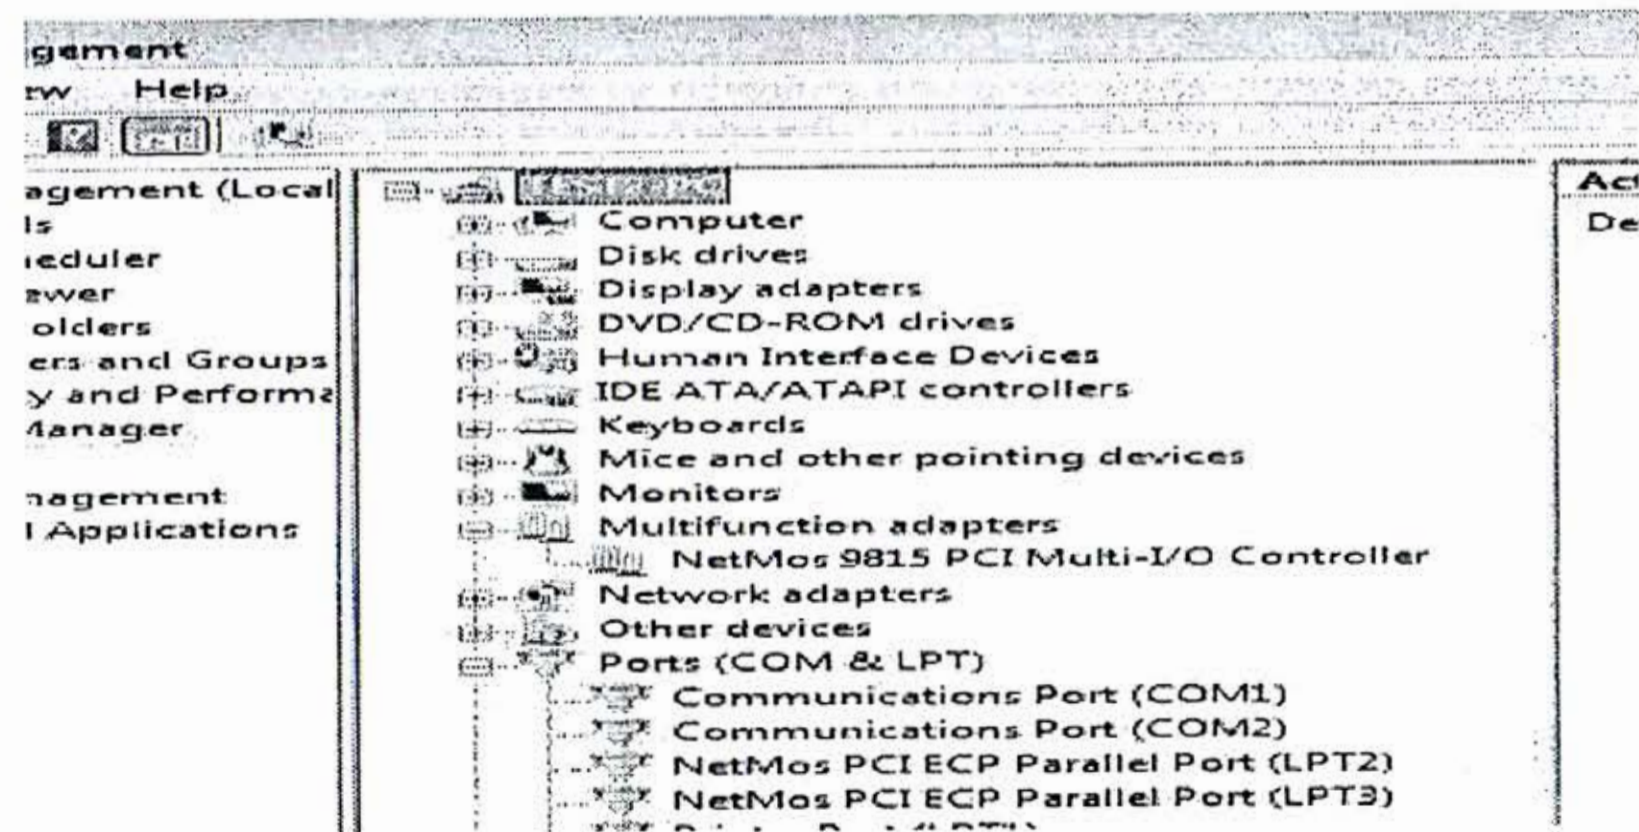 gement
ew Help
agement (Local
ls
heduler
ewer
olders
ers and Groups
y and Performa
Manager
nagement
l Applications
Computer
Disk drives
Display adapters
DVD/CD-ROM drives
Human Interface Devices
IDE ATA/ATAPI controllers
Keyboards
Mice and other pointing devices
Monitors
Multifunction adapters
NetMos 9815 PCI Multi-I/O Controller
Network adapters
Other devices
Ports (COM & LPT)
Communications Port (COM1)
Communications Port (COM2)
NetMos PCI ECP Parallel Port (LPT2)
NetMos PCI ECP Parallel Port (LPT3)
Act
De